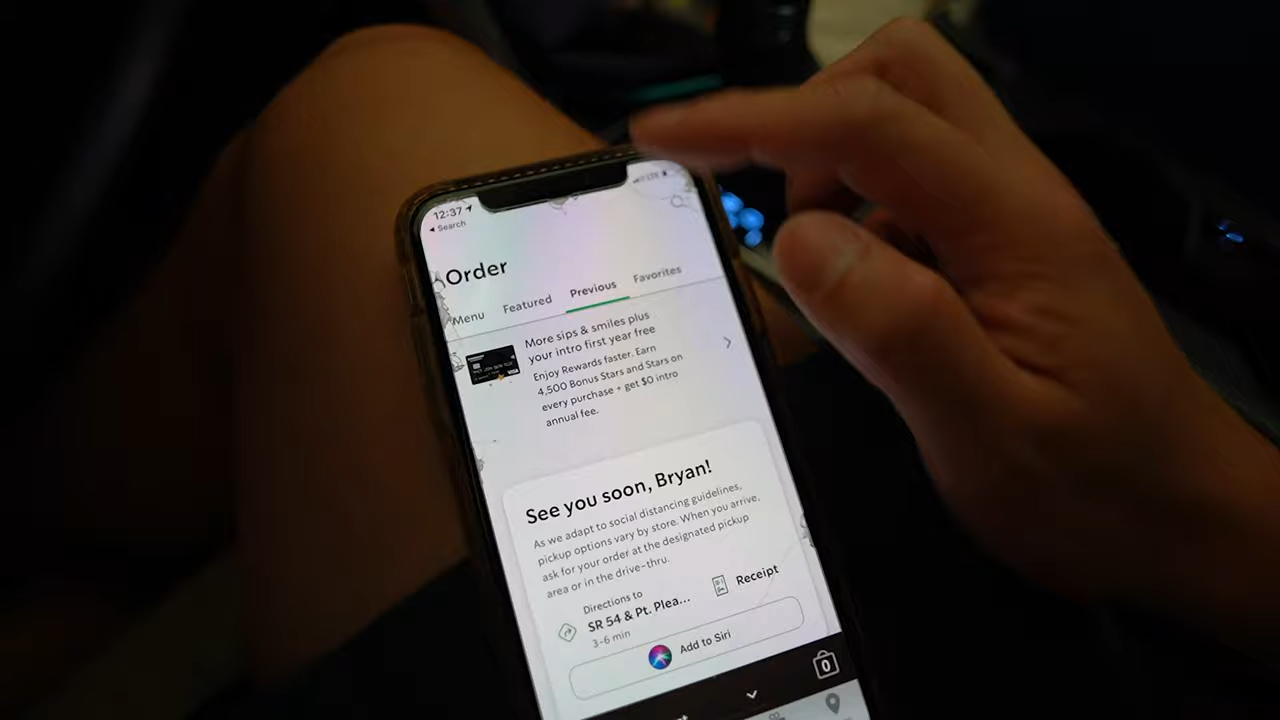 12:37
LTE
◀ Search
Order
Menu Featured Previous Favorites
More sips & smiles plus
your intro first year free
Enjoy Rewards faster. Earn
4,500 Bonus Stars and Stars on
every purchase + get $0 intro
annual fee.
VISA
See you soon, Bryan!
As we adapt to social distancing guidelines,
pickup options vary by store. When you arrive,
ask for your order at the designated pickup
area or in the drive-thru.
Directions to
SR 54 & Pt. Plea...
3-6 min
Receipt
Add to Siri
0